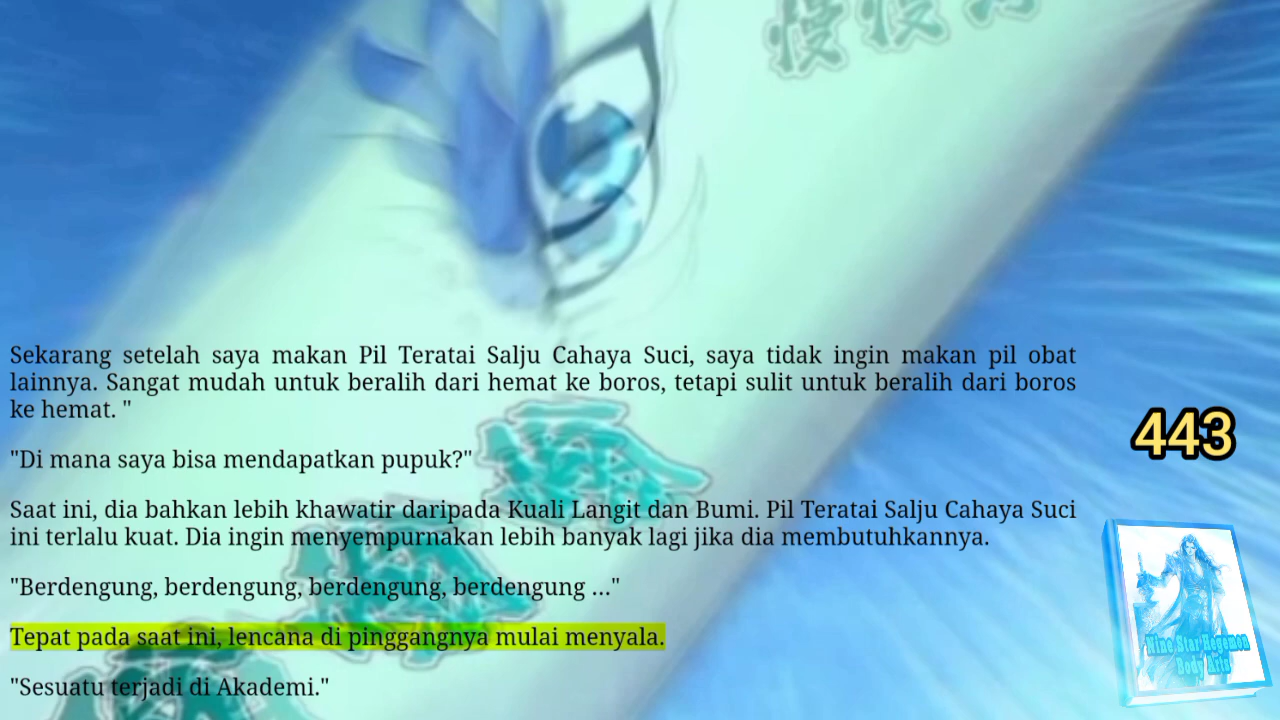 慢慢
Sekarang setelah saya makan Pil Teratai Salju Cahaya Suci, saya tidak ingin makan pil obat
lainnya. Sangat mudah untuk beralih dari hemat ke boros, tetapi sulit untuk beralih dari boros
ke hemat. "
"Di mana saya bisa mendapatkan pupuk?"
Saat ini, dia bahkan lebih khawatir daripada Kuali Langit dan Bumi. Pil Teratai Salju Cahaya Suci
ini terlalu kuat. Dia ingin menyempurnakan lebih banyak lagi jika dia membutuhkannya.
"Berdengung, berdengung, berdengung, berdengung ..."
Tepat pada saat ini, lencana di pinggangnya mulai menyala.
"Sesuatu terjadi di Akademi."
443
Nine Star Hegemon
Body Arts